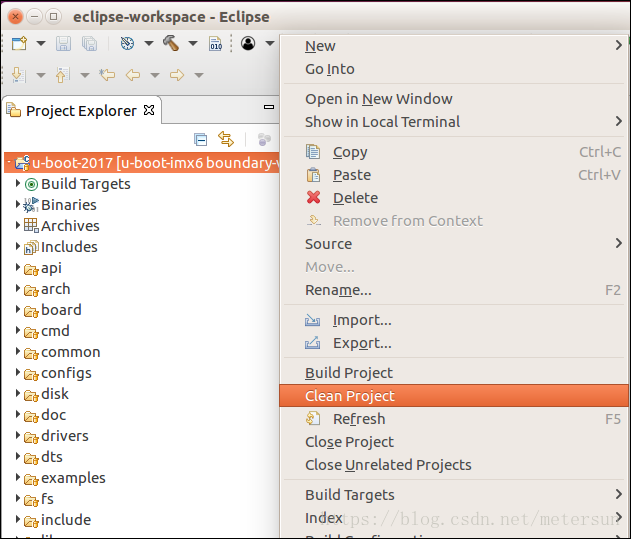 eclipse-workspace - Eclipse
010
Project Explorer
u-boot-2017 [u-boot-imx6 boundary-v
Build Targets
Binaries
Archives
Includes
api
arch
board
cmd
common
configs
disk
doc
drivers
dts
examples
fs
include
New
Go Into
Open in New Window
Show in Local Terminal
Copy Ctrl+C
Paste Ctrl+V
Delete
Remove from Context
Source
Move...
Rename... F2
Import...
Export...
Build Project
Clean Project
Refresh F5
Close Project
Close Unrelated Projects
Build Targets
Index
https://blog.csdn.net/metersun